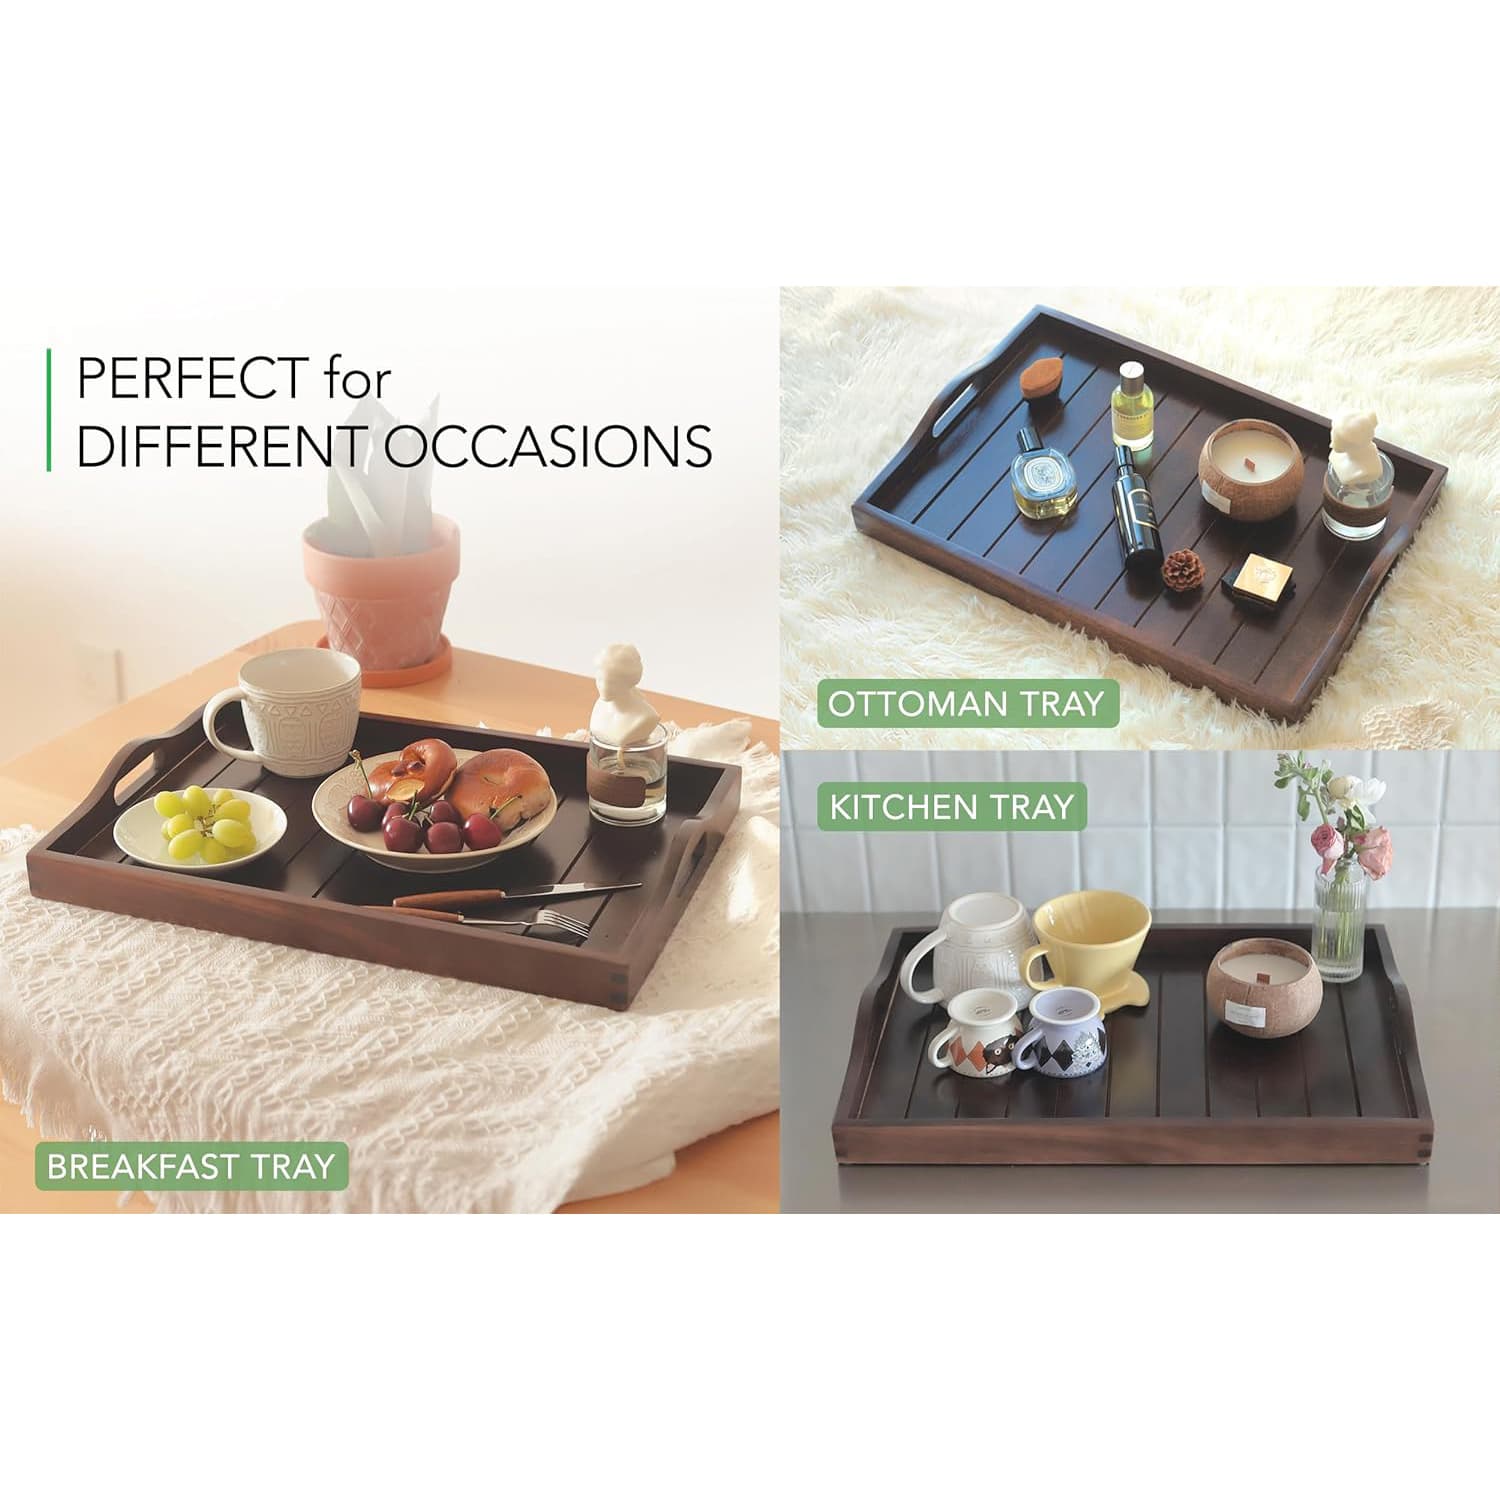 PERFECT for
DIFFERENT OCCASIONS
OTTOMAN TRAY
KITCHEN TRAY
BREAKFAST TRAY